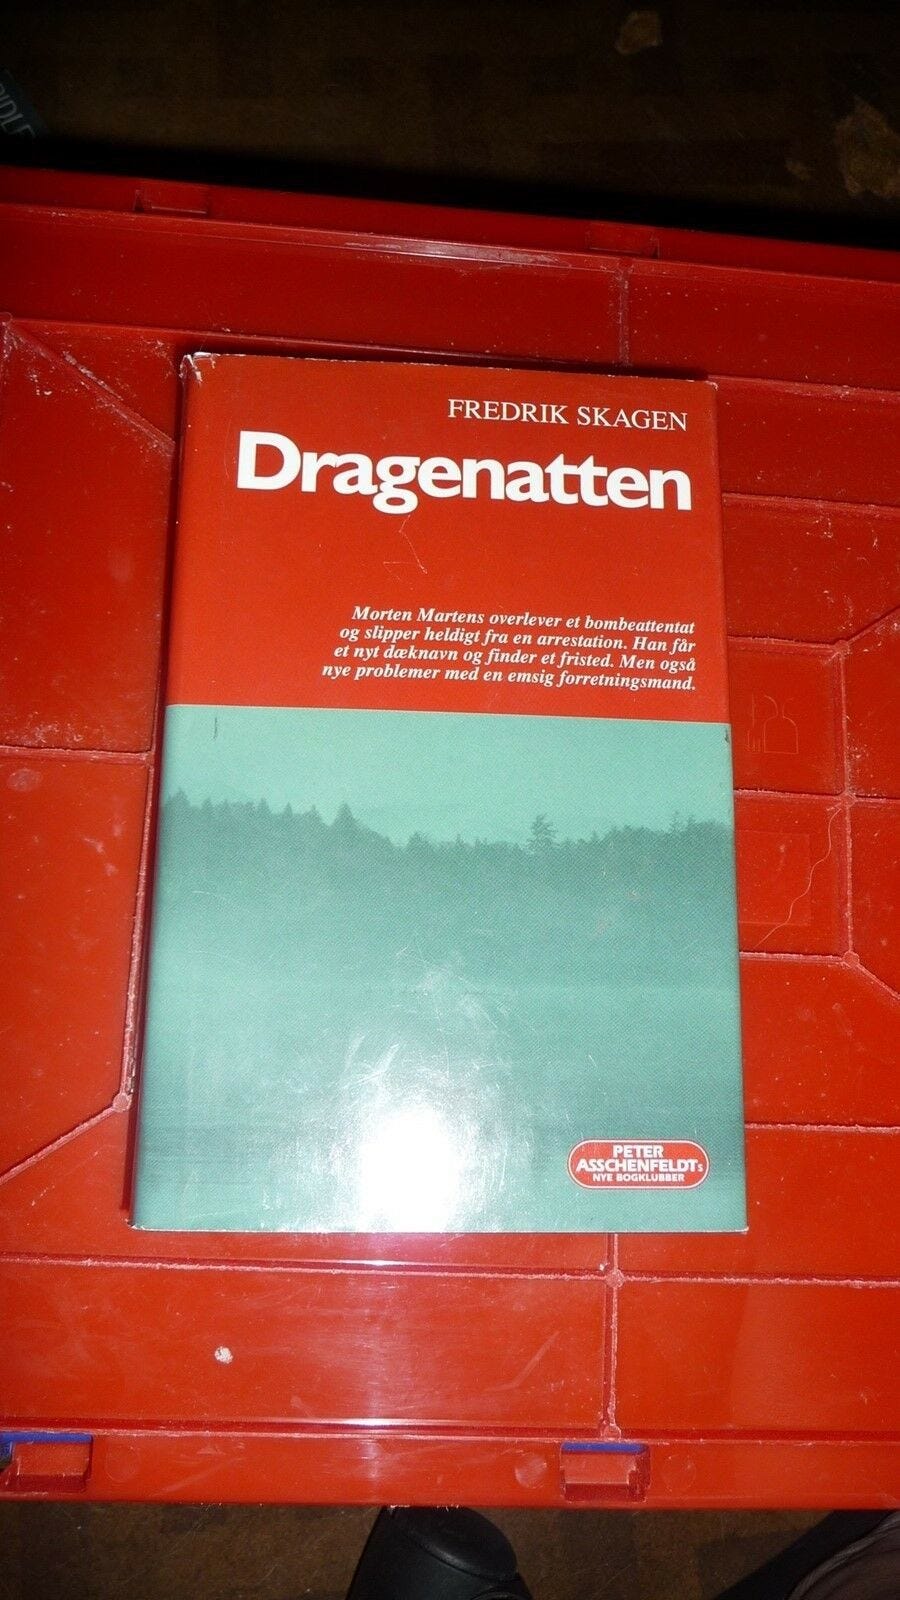 FREDRIK SKAGEN
Dragenatten
Morten Martens overlever et bombeattentat
og slipper heldigt fra en arrestation. Han får
et nyt dæknavn og finder et fristed. Men også
nye problemer med en emsig forretningsmand.
PETER
ASSCHENFELDTs
NYE BOGKLUBBER